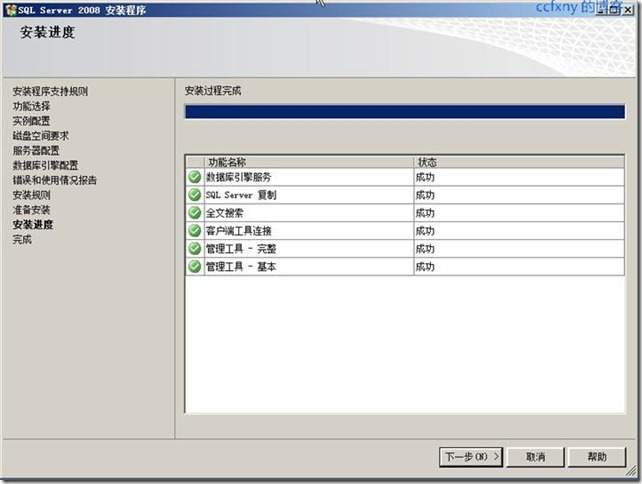 SQL Server 2008 安装程序
ccfxny 的博客
安装进度
安装程序支持规则
功能选择
实例配置
磁盘空间要求
服务器配置
数据库引擎配置
错误和使用情况报告
安装规则
准备安装
安装进度
完成
安装过程完成
功能名称 状态
数据库引擎服务 成功
SQL Server 复制 成功
全文搜索 成功
客户端工具连接 成功
管理工具 - 完整 成功
管理工具 - 基本 成功
下一步(N) > 取消 帮助